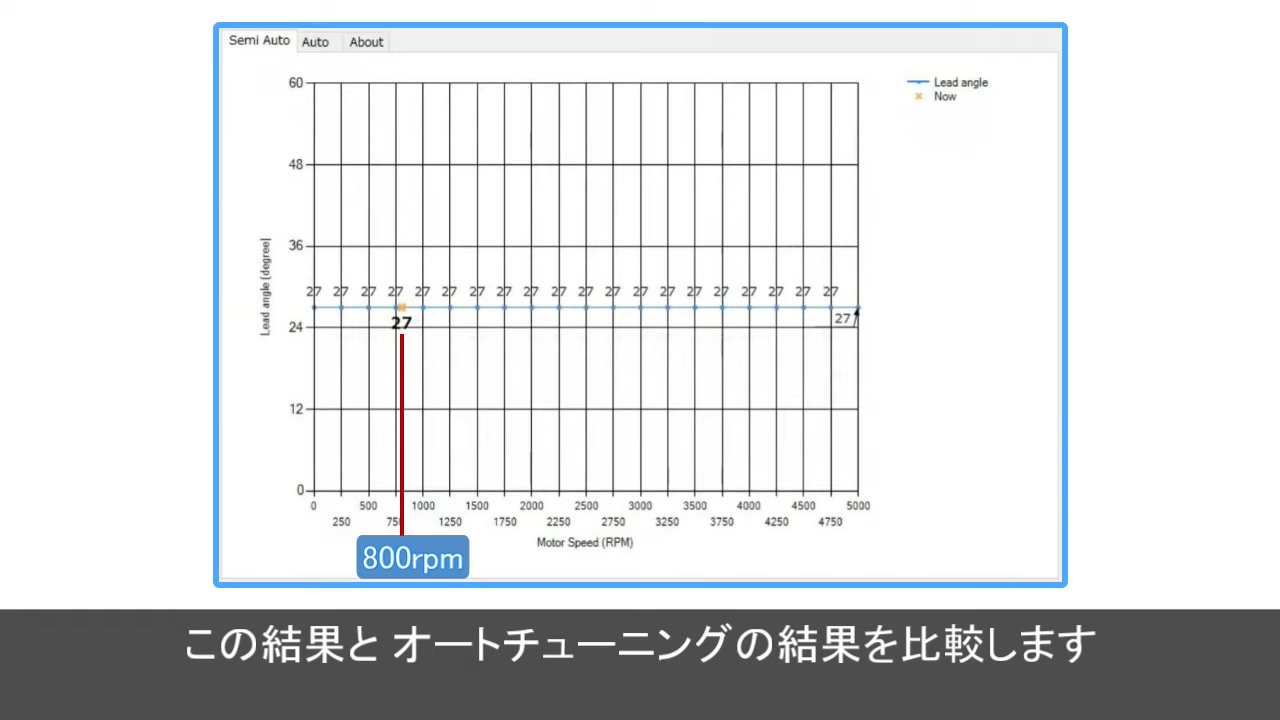 Semi Auto Auto About
60
Lead angle
Now
48
36
Lead angle (degree)
27 27 27 27 27 27 27 27 27 27 27 27 27 27 27 27 27 27 27 27
27
27
24
12
0
0 500 1000 1500 2000 2500 3000 3500 4000 4500 5000
250 750 1250 1750 2250 2750 3250 3750 4250 4750
Motor Speed (RPM)
800rpm
この結果と オートチューニングの結果を比較します